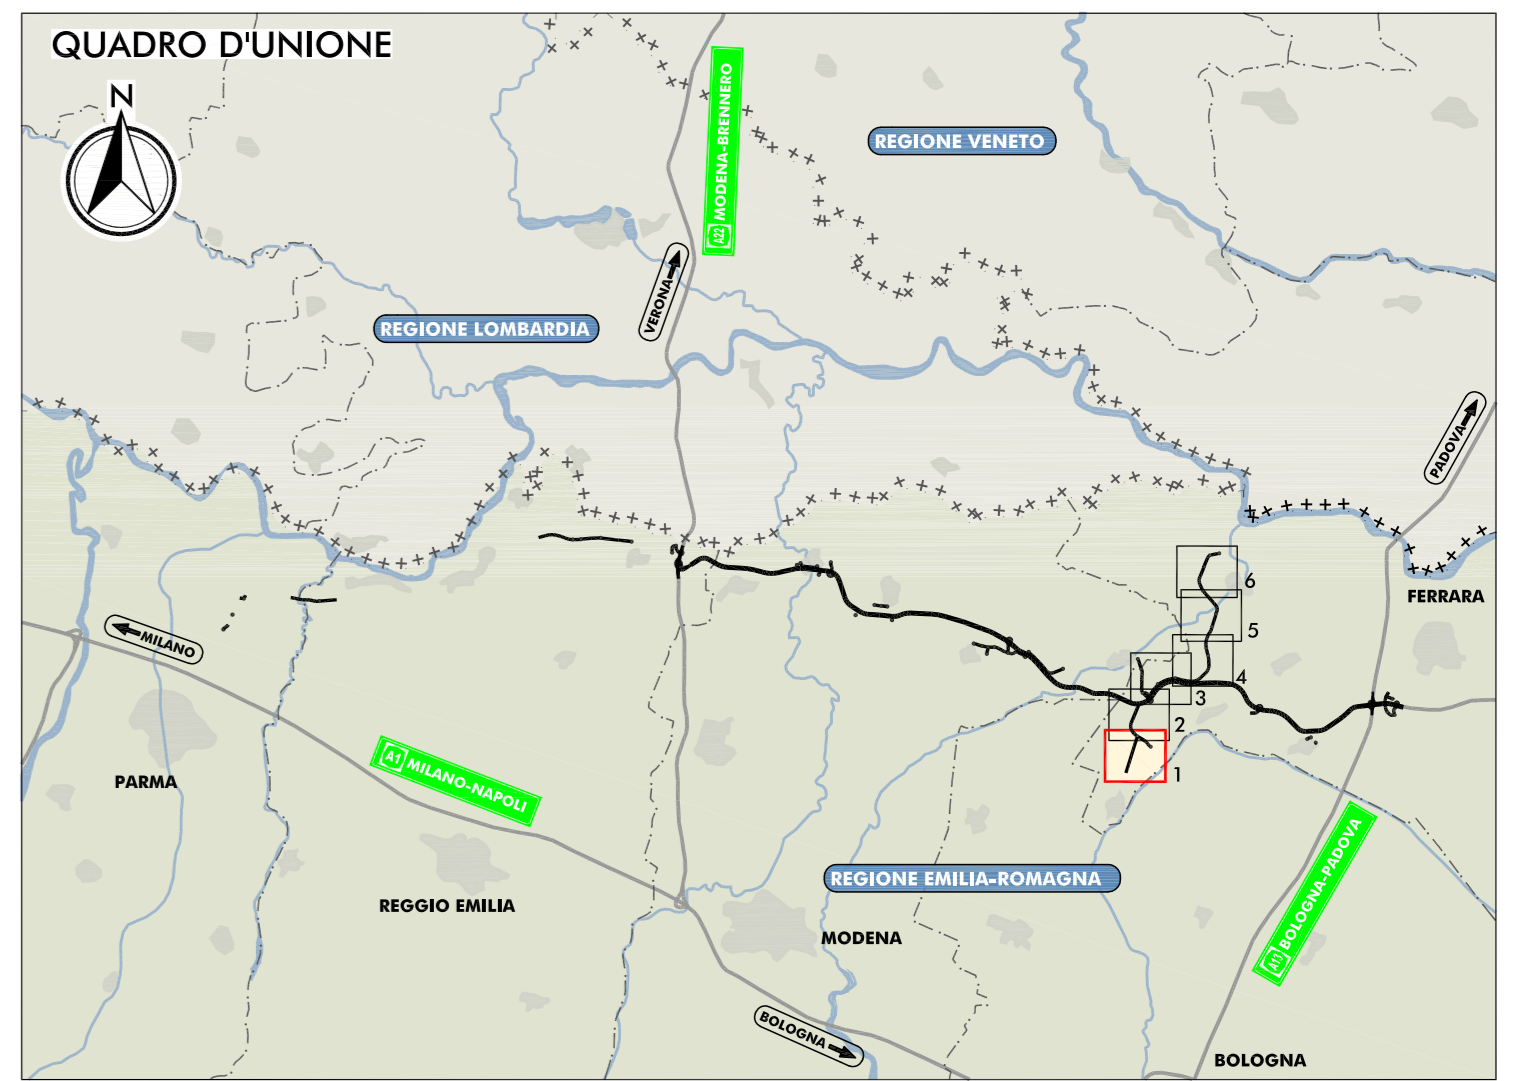 QUADRO D'UNIONE
N
A22 MODENA-BRENNERO
REGIONE VENETO
VERONA
REGIONE LOMBARDIA
PADOVA
6
FERRARA
5
MILANO
4
3
2
1
A1 MILANO-NAPOLI
PARMA
A13 BOLOGNA-PADOVA
REGIONE EMILIA-ROMAGNA
REGGIO EMILIA
MODENA
BOLOGNA
BOLOGNA